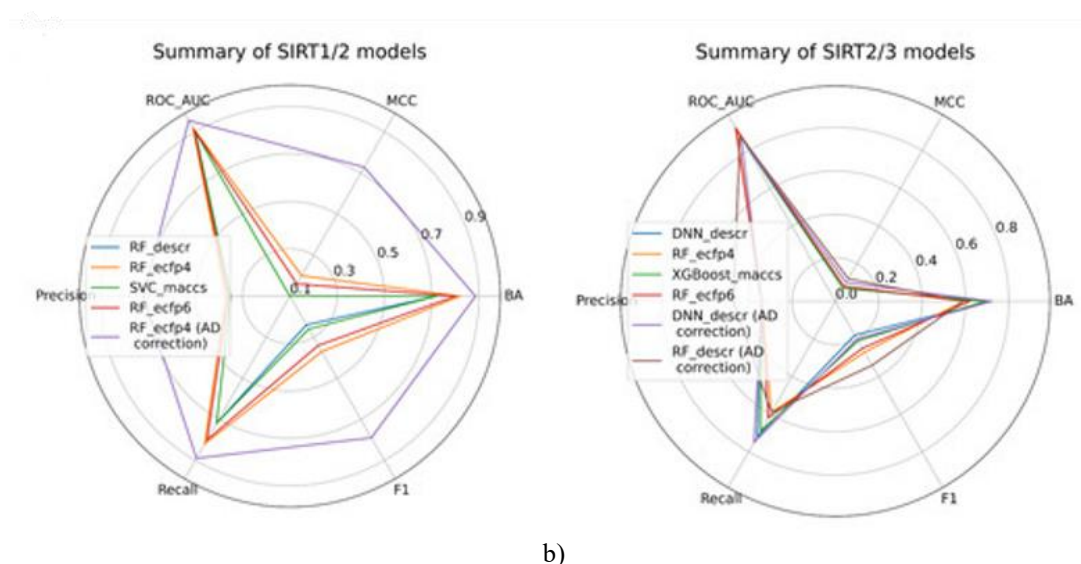 Summary of SIRT1/2 models
ROC_AUC
MCC
0.9
0.7
0.5
0.3
0.1
BA
Precision
RF_descr
RF_ecfp4
SVC_maccs
RF_ecfp6
RF_ecfp4 (AD
correction)
Recall
F1
Summary of SIRT2/3 models
ROC_AUC
MCC
0.8
0.6
0.4
0.2
0.0
BA
Precision
DNN_descr
RF_ecfp4
XGBoost_maccs
RF_ecfp6
DNN_descr (AD
correction)
RF_descr (AD
correction)
Recall
F1
b)